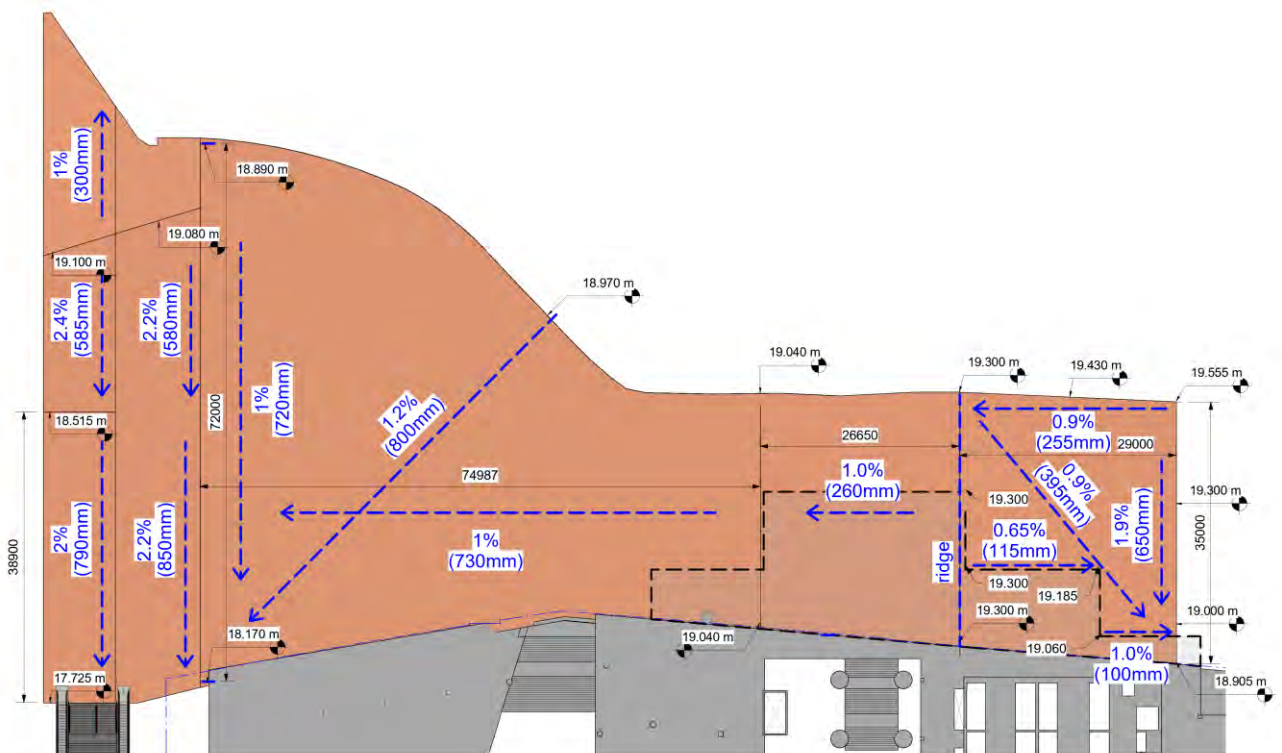 18.890 m
1%
(300mm)
19.080 m
19.100 m
18.970 m
2.4%
(585mm)
2.2%
(580mm)
72000
1%
(720mm)
1.2%
(800mm)
19.040 m
19.300 m
19.430 m
19.555 m
18.515 m
0.9%
(255mm)
26650
29000
74987
1.0%
(260mm)
0.9%
(395mm)
19.300
19.300 m
1.9%
(650mm)
35000
38900
2%
(790mm)
2.2%
(850mm)
1%
(730mm)
0.65%
(115mm)
ridge
19.300
19.185
19.300 m
19.000 m
18.170 m
19.040 m
19.060
1.0%
(100mm)
17.725 m
18.905 m